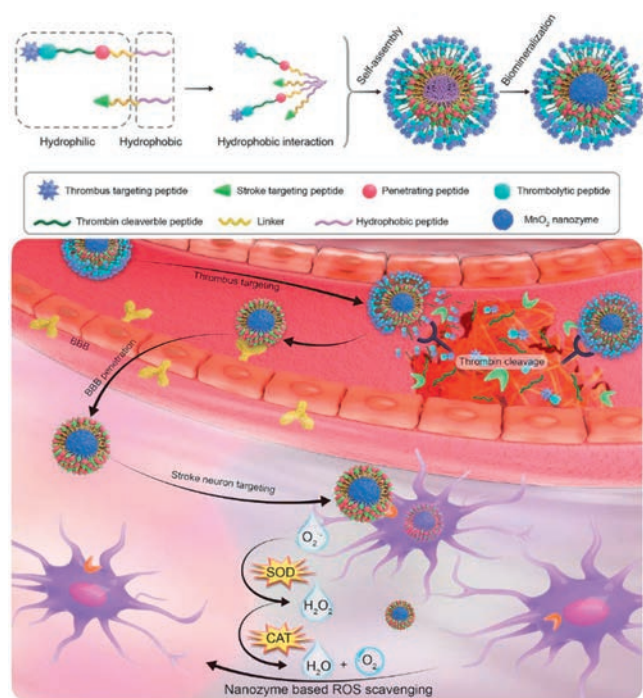 Hydrophilic
Hydrophobic
Hydrophobic interaction
Self-assembly
Biomineralization
Thrombus targeting peptide
Stroke targeting peptide
Penetrating peptide
Thrombolytic peptide
Thrombin cleaverble peptide
Linker
Hydrophobic peptide
MnO₂ nanozyme
Thrombus targeting
BBB
Thrombin cleavage
BBB penetration
Stroke neuron targeting
O₂·⁻
SOD
H₂O₂
CAT
H₂O + O₂
Nanozyme based ROS scavenging